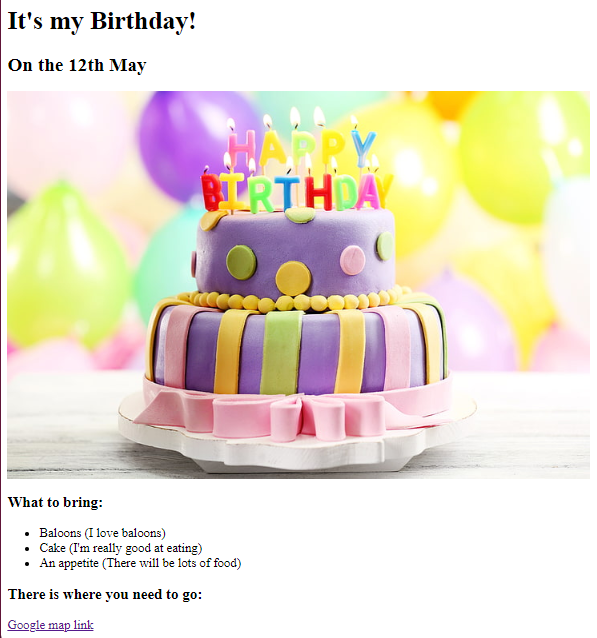 It's my Birthday!
On the 12th May
HAPPY
BIRTHDAY
What to bring:
Baloons (I love baloons)
Cake (I'm really good at eating)
An appetite (There will be lots of food)
There is where you need to go:
Google map link